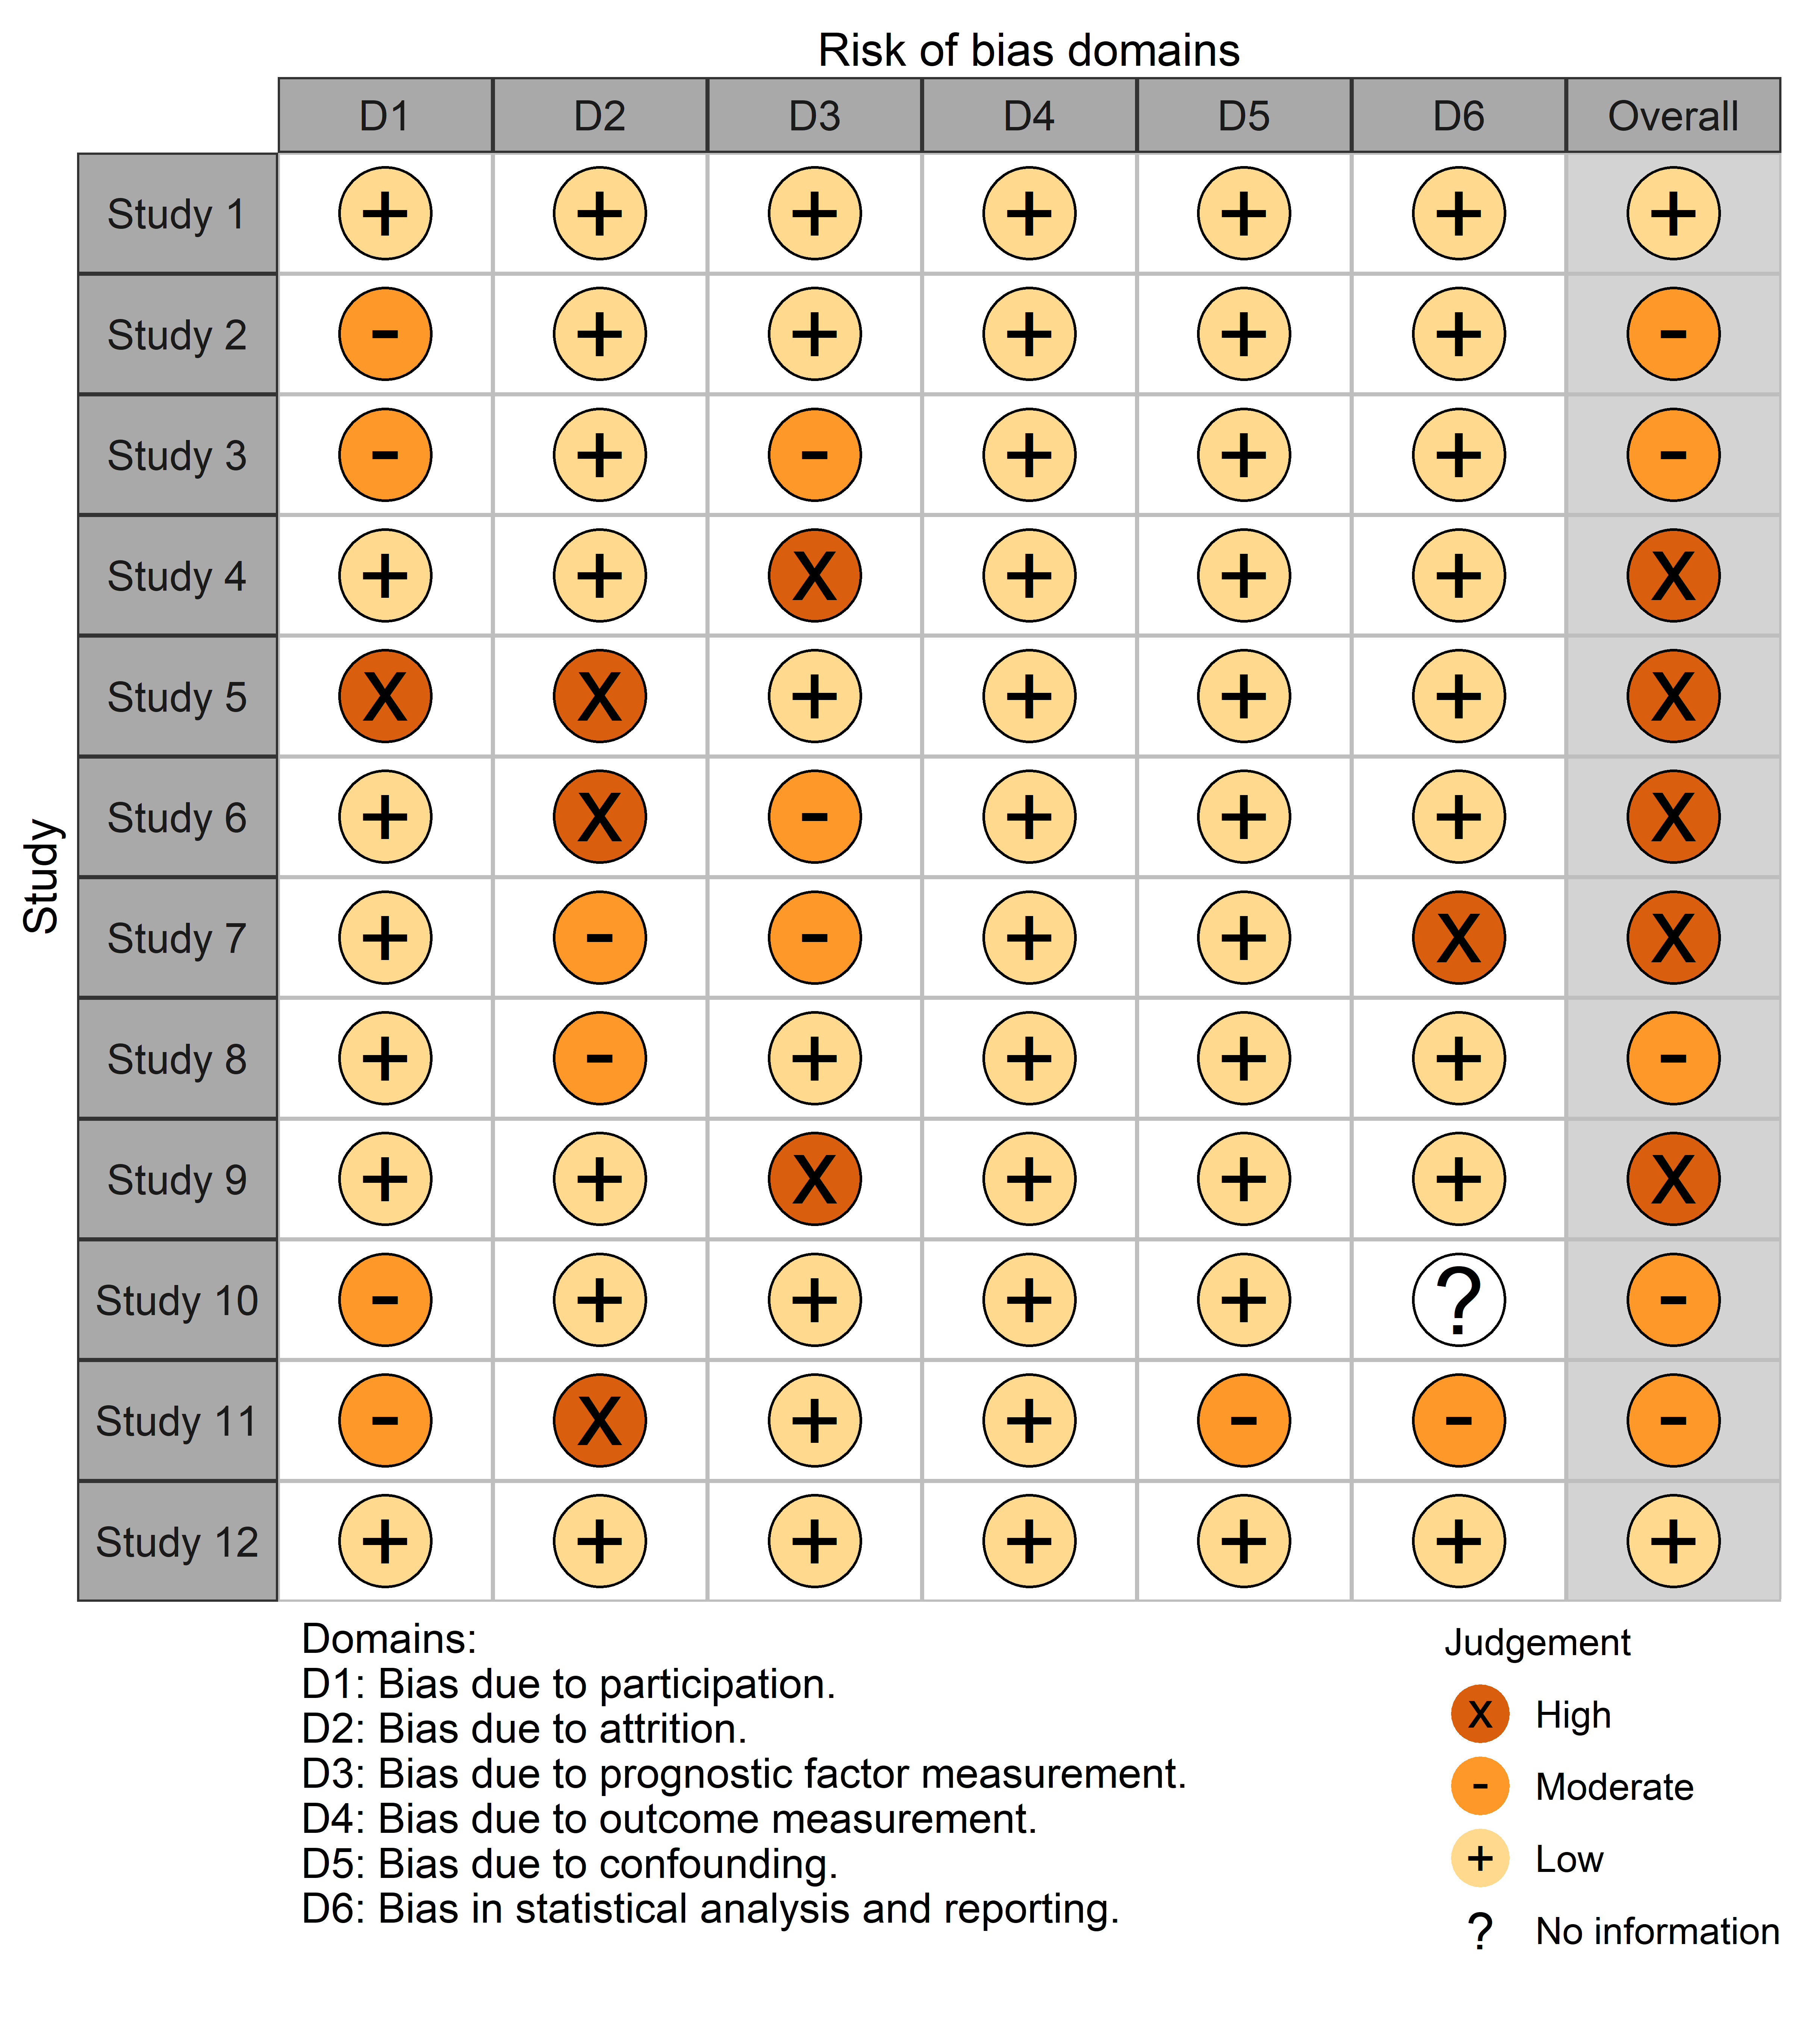 Risk of bias domains
D1 D2 D3 D4 D5 D6 Overall
Study
Study 1 + + + + + + +
Study 2 - + + + + + -
Study 3 - + - + + + -
Study 4 + + X + + + X
Study 5 X X + + + + X
Study 6 + X - + + + X
Study 7 + - - + + X X
Study 8 + - + + + + -
Study 9 + + X + + + X
Study 10 - + + + + ? -
Study 11 - X + + - - -
Study 12 + + + + + + +
Domains:
D1: Bias due to participation.
D2: Bias due to attrition.
D3: Bias due to prognostic factor measurement.
D4: Bias due to outcome measurement.
D5: Bias due to confounding.
D6: Bias in statistical analysis and reporting.
Judgement
X High
- Moderate
+ Low
? No information